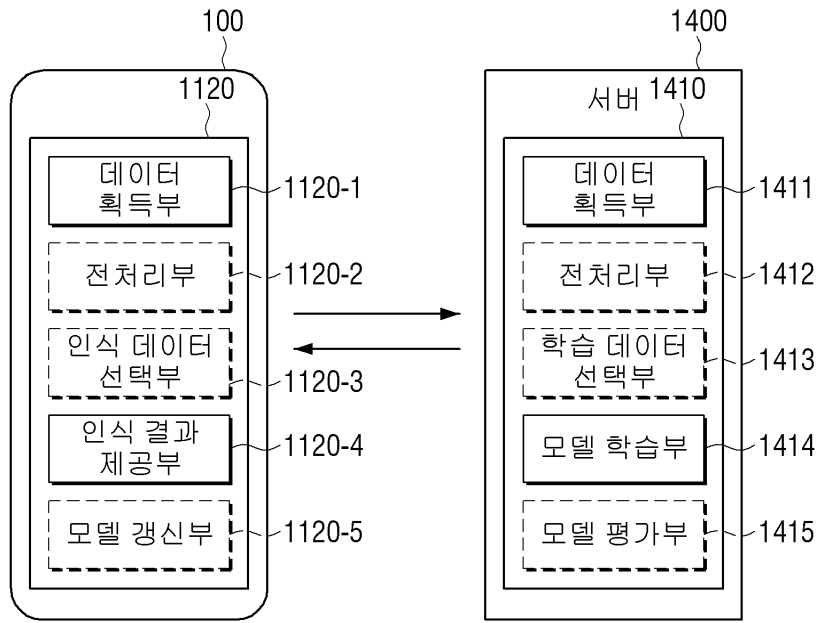 100
1120
데이터
획득부
1120-1
전처리부
1120-2
인식 데이터
선택부
1120-3
인식 결과
제공부
1120-4
모델 갱신부
1120-5
1400
서버
1410
데이터
획득부
1411
전처리부
1412
학습 데이터
선택부
1413
모델 학습부
1414
모델 평가부
1415